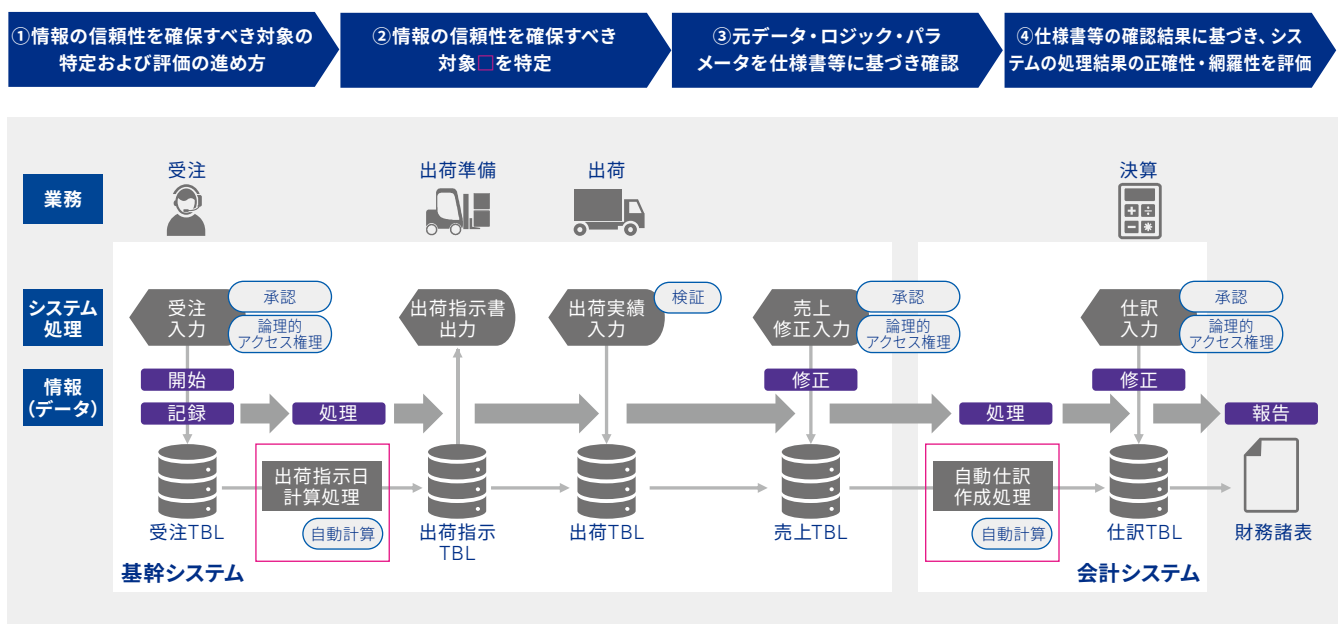 ①情報の信頼性を確保すべき対象の
特定および評価の進め方
②情報の信頼性を確保すべき
対象□を特定
③元データ・ロジック・パラ
メータを仕様書等に基づき確認
④仕様書等の確認結果に基づき、シス
テムの処理結果の正確性・網羅性を評価
業務
受注
出荷準備
出荷
決算
システム
処理
受注
入力
承認
論理的
アクセス権理
出荷指示書
出力
出荷実績
入力
検証
売上
修正入力
承認
論理的
アクセス権理
仕訳
入力
承認
論理的
アクセス権理
情報
(データ)
開始
記録
処理
修正
処理
修正
報告
出荷指示日
計算処理
自動計算
自動仕訳
作成処理
自動計算
受注TBL
出荷指示
TBL
出荷TBL
売上TBL
仕訳TBL
財務諸表
基幹システム
会計システム